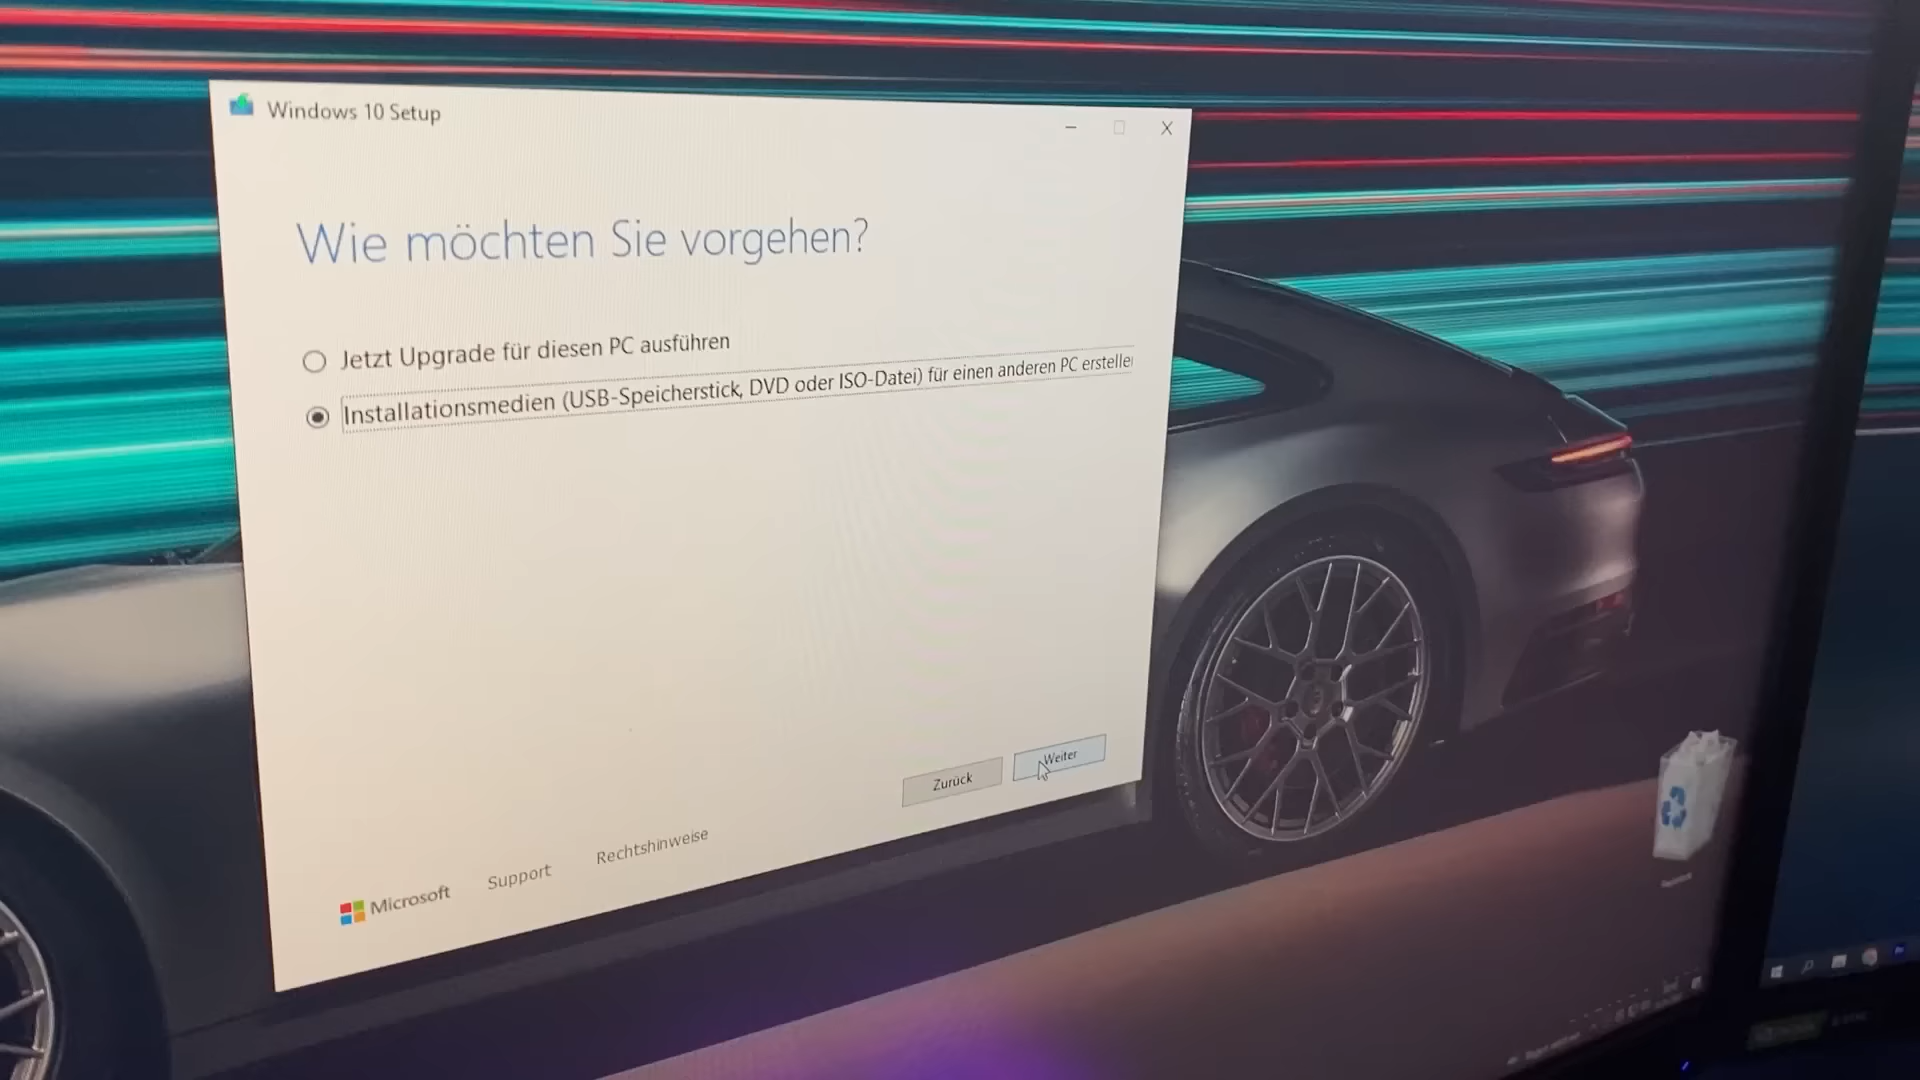 Windows 10 Setup
Wie möchten Sie vorgehen?
Jetzt Upgrade für diesen PC ausführen
Installationsmedien (USB-Speicherstick, DVD oder ISO-Datei) für einen anderen PC erstelle
Zurück
Weiter
Microsoft
Support
Rechtshinweise